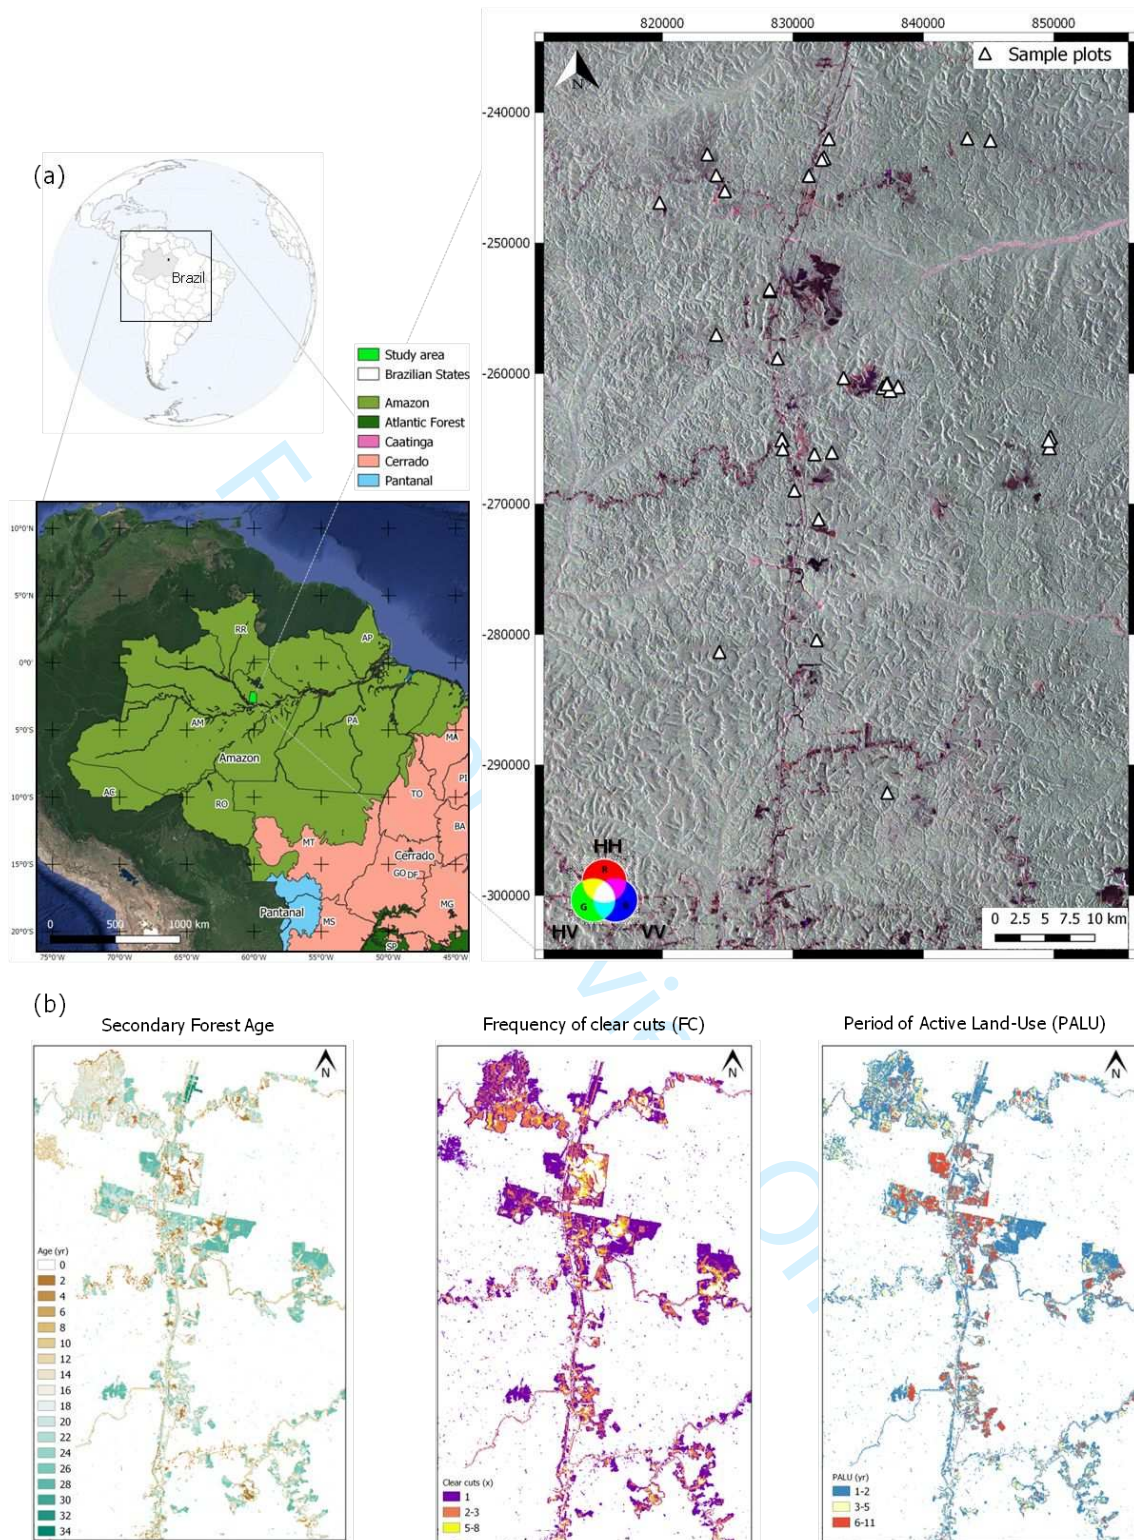 820000 830000 840000 850000
Sample plots
N
-240000
-250000
-260000
-270000
-280000
-290000
-300000
HH
R
G
B
HV
VV
0 2.5 5 7.5 10 km
(a)
Brazil
Study area
Brazilian States
Amazon
Atlantic Forest
Caatinga
Cerrado
Pantanal
10°0'N
0°0'
5°0'S
10°0'S
15°0'S
20°0'S
RR
AP
AM
PA
MA
Amazon
PI
AC
RO
TO
BA
MT
Cerrado
GO DF
Pantanal
MS
MG
SP
0 500 1000 km
75°0'W 70°0'W 65°0'W 60°0'W 55°0'W 50°0'W 45°0'W
(b)
Secondary Forest Age
Frequency of clear cuts (FC)
Period of Active Land-Use (PALU)
N
N
N
Age (yr)
0
2
4
6
8
10
12
14
16
18
20
22
24
26
28
30
32
34
Clear cuts (x)
1
2-3
5-8
PALU (yr)
1-2
3-5
6-11